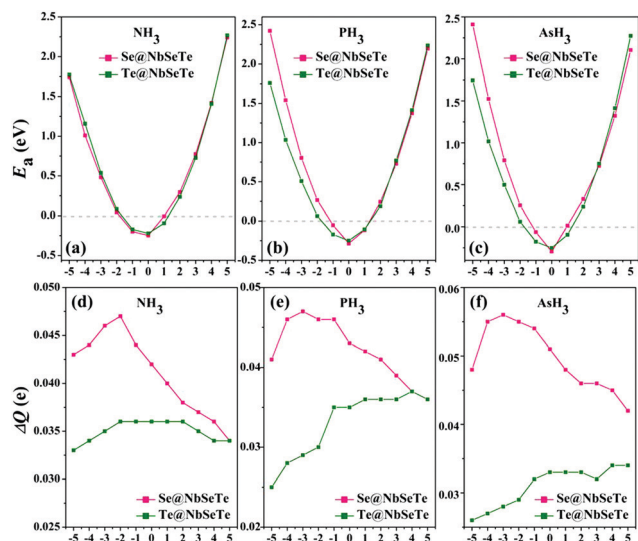 NH3 PH3 AsH3
Se@NbSeTe Se@NbSeTe Se@NbSeTe
Te@NbSeTe Te@NbSeTe Te@NbSeTe
Ea (eV)
2.5 2.0 1.5 1.0 0.5 0.0 -0.5
2.5 2.0 1.5 1.0 0.5 0.0 -0.5
2.5 2.0 1.5 1.0 0.5 0.0
(a) (b) (c)
-5 -4 -3 -2 -1 0 1 2 3 4 5 -5 -4 -3 -2 -1 0 1 2 3 4 5 -5 -4 -3 -2 -1 0 1 2 3 4 5
(d) NH3 (e) PH3 (f) AsH3
ΔQ (e)
0.050 0.045 0.040 0.035 0.030 0.025
0.05 0.04 0.03 0.02
0.06 0.05 0.04 0.03
Se@NbSeTe Se@NbSeTe Se@NbSeTe
Te@NbSeTe Te@NbSeTe Te@NbSeTe
-5 -4 -3 -2 -1 0 1 2 3 4 5 -5 -4 -3 -2 -1 0 1 2 3 4 5 -5 -4 -3 -2 -1 0 1 2 3 4 5